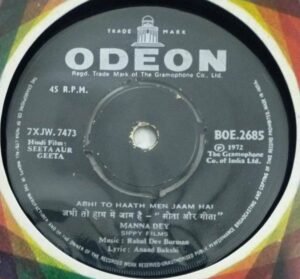 TRADE MARK
ODEON
Regd. Trade Mark of The Gramophone Co., Ltd.
45 R.P.M.
7XJW. 7473
BOE.2685
Hindi Film:
SEETA AUR
GEETA
℗ 1972
The Gramophone
Co. of India Ltd.
ABHI TO HAATH MEN JAAM HAI
अभी तो हाथ में जाम है - "सीता और गीता"
MANNA DEY
SIPPY FILMS
Music : Rahul Dev Burman
Lyric : Anand Bakshi